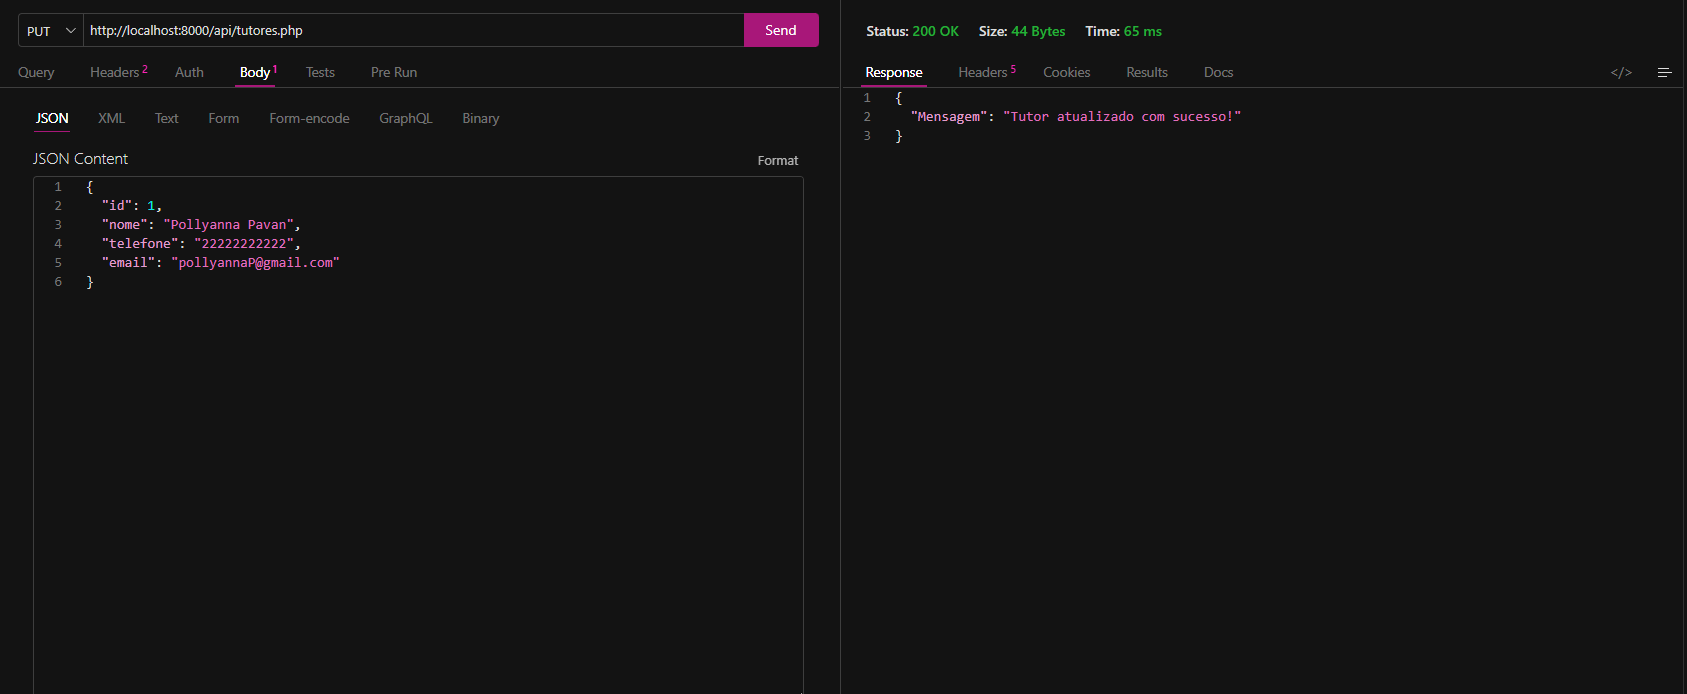 PUT http://localhost:8000/api/tutores.php Send
Query Headers 2 Auth Body 1 Tests Pre Run
JSON XML Text Form Form-encode GraphQL Binary
JSON Content Format
1 {
2 "id": 1,
3 "nome": "Pollyanna Pavan",
4 "telefone": "22222222222",
5 "email": "pollyannaP@gmail.com"
6 }
Status: 200 OK Size: 44 Bytes Time: 65 ms
Response Headers 5 Cookies Results Docs </>
1 {
2 "Mensagem": "Tutor atualizado com sucesso!"
3 }